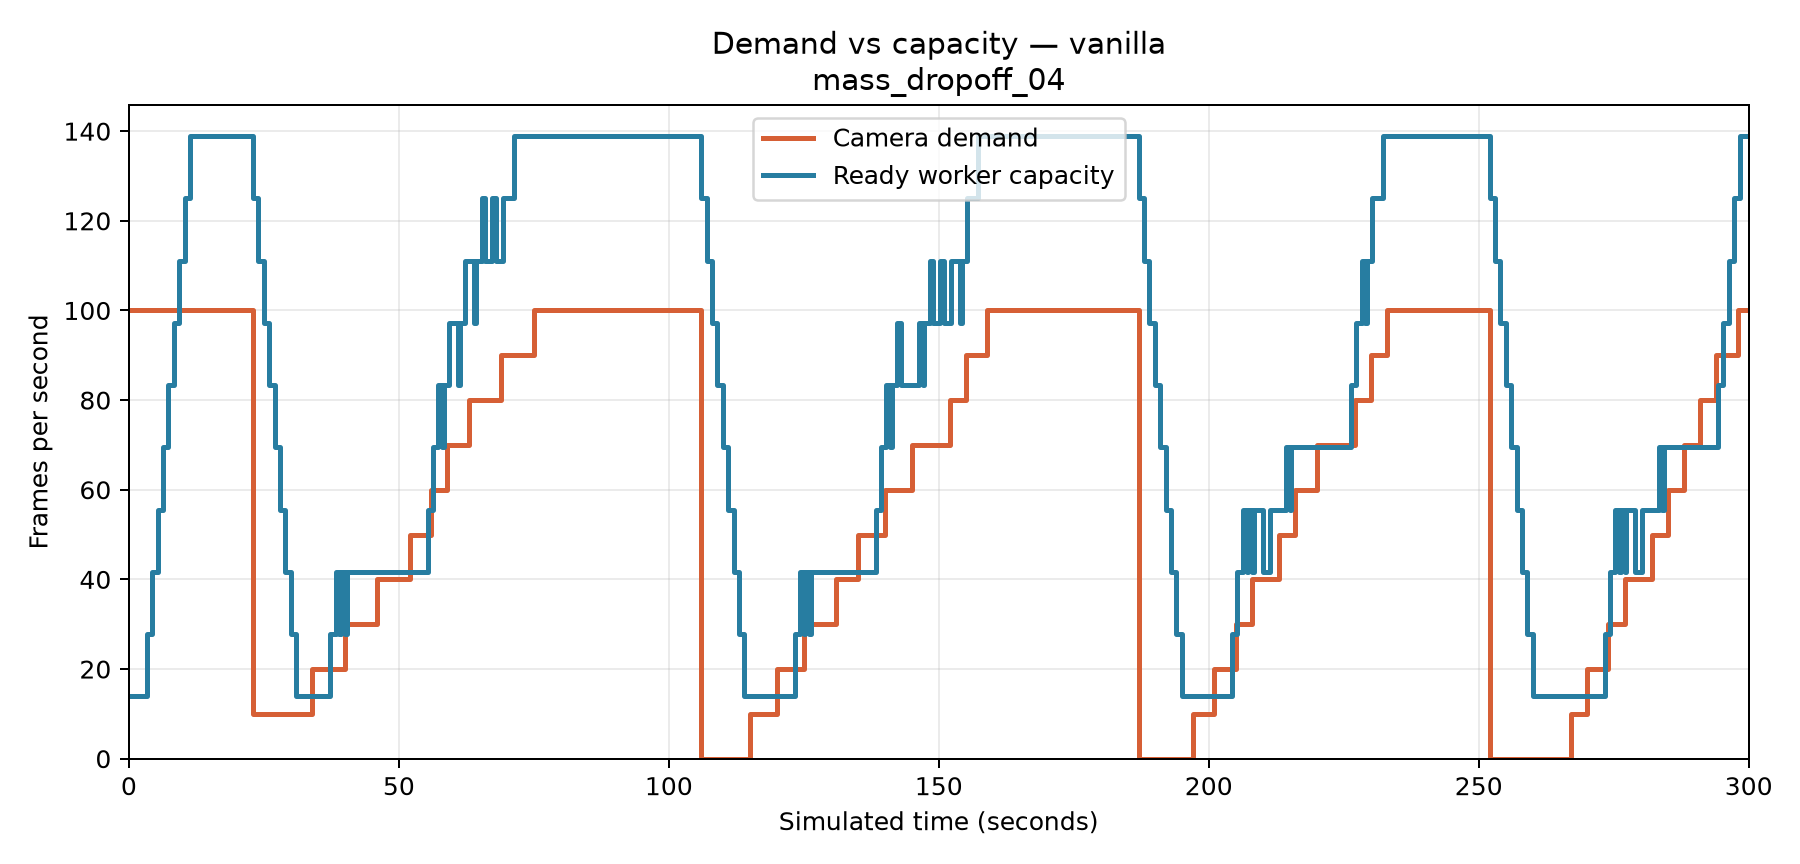 Demand vs capacity — vanilla
mass_dropoff_04
Camera demand
Ready worker capacity
Frames per second
140
120
100
80
60
40
20
0
0 50 100 150 200 250 300
Simulated time (seconds)